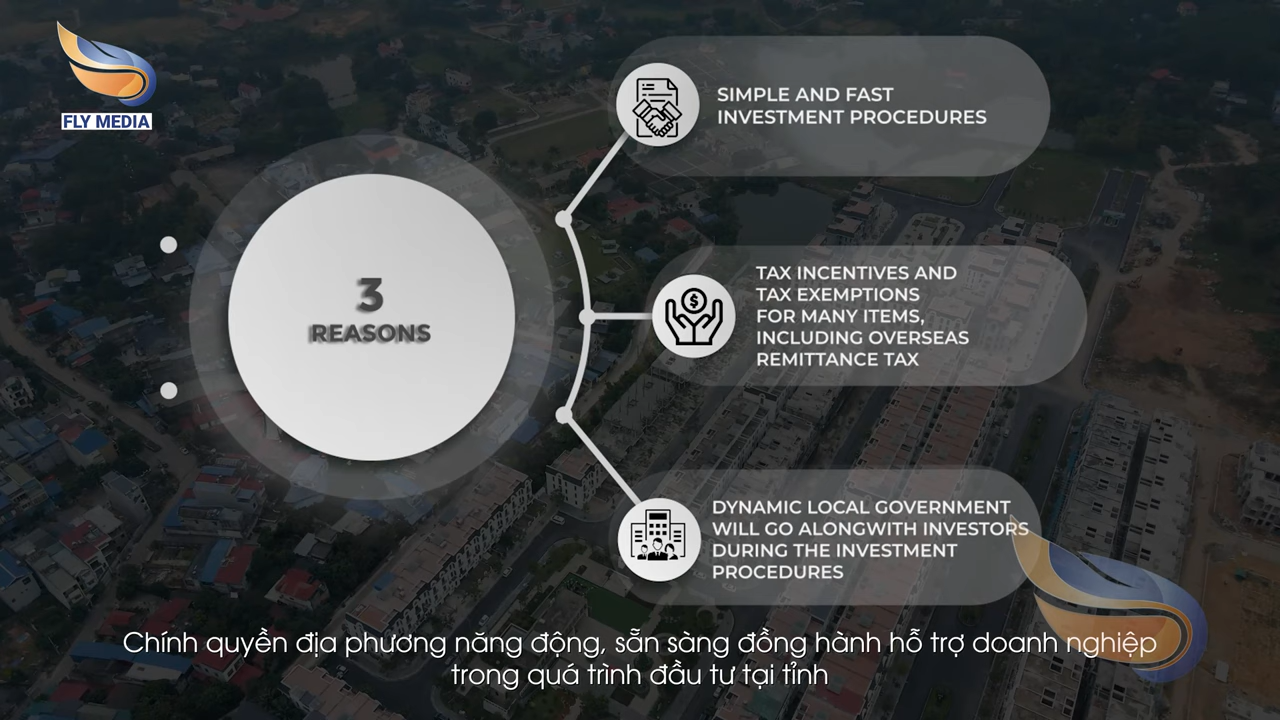 FLY MEDIA
3
REASONS
SIMPLE AND FAST
INVESTMENT PROCEDURES
TAX INCENTIVES AND
TAX EXEMPTIONS
FOR MANY ITEMS,
INCLUDING OVERSEAS
REMITTANCE TAX
DYNAMIC LOCAL GOVERNMENT
WILL GO ALONGWITH INVESTORS
DURING THE INVESTMENT
PROCEDURES
Chính quyền địa phương năng động, sẵn sàng đồng hành hỗ trợ doanh nghiệp
trong quá trình đầu tư tại tỉnh